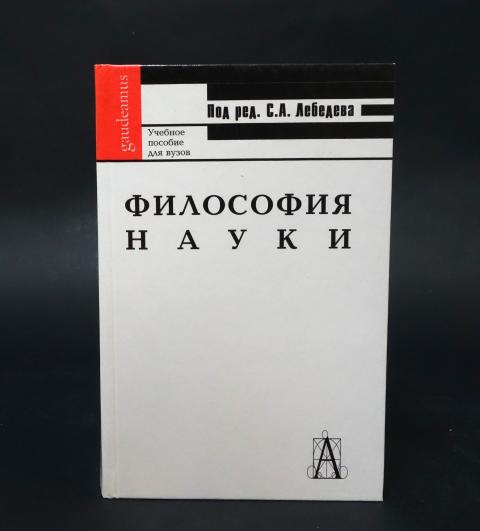 gaudeamus
Под ред. С.А. Лебедева
Учебное
пособие
для вузов
ФИЛОСОФИЯ
НАУКИ
А